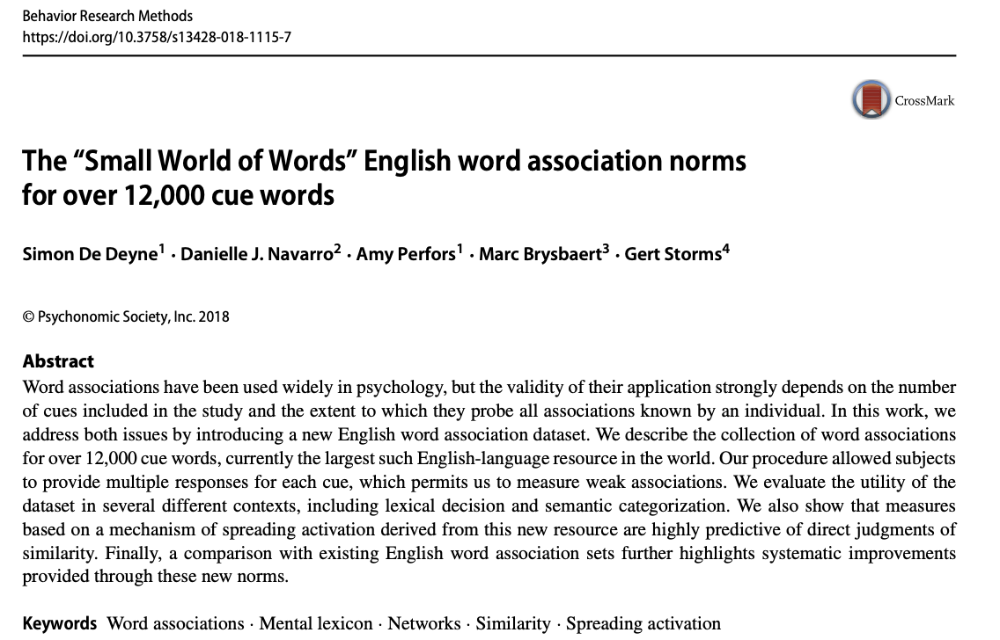 Behavior Research Methods
https://doi.org/10.3758/s13428-018-1115-7
CrossMark
The “Small World of Words” English word association norms
for over 12,000 cue words
Simon De Deyne1 · Danielle J. Navarro2 · Amy Perfors1 · Marc Brysbaert3 · Gert Storms4
© Psychonomic Society, Inc. 2018
Abstract
Word associations have been used widely in psychology, but the validity of their application strongly depends on the number
of cues included in the study and the extent to which they probe all associations known by an individual. In this work, we
address both issues by introducing a new English word association dataset. We describe the collection of word associations
for over 12,000 cue words, currently the largest such English-language resource in the world. Our procedure allowed subjects
to provide multiple responses for each cue, which permits us to measure weak associations. We evaluate the utility of the
dataset in several different contexts, including lexical decision and semantic categorization. We also show that measures
based on a mechanism of spreading activation derived from this new resource are highly predictive of direct judgments of
similarity. Finally, a comparison with existing English word association sets further highlights systematic improvements
provided through these new norms.
Keywords Word associations · Mental lexicon · Networks · Similarity · Spreading activation